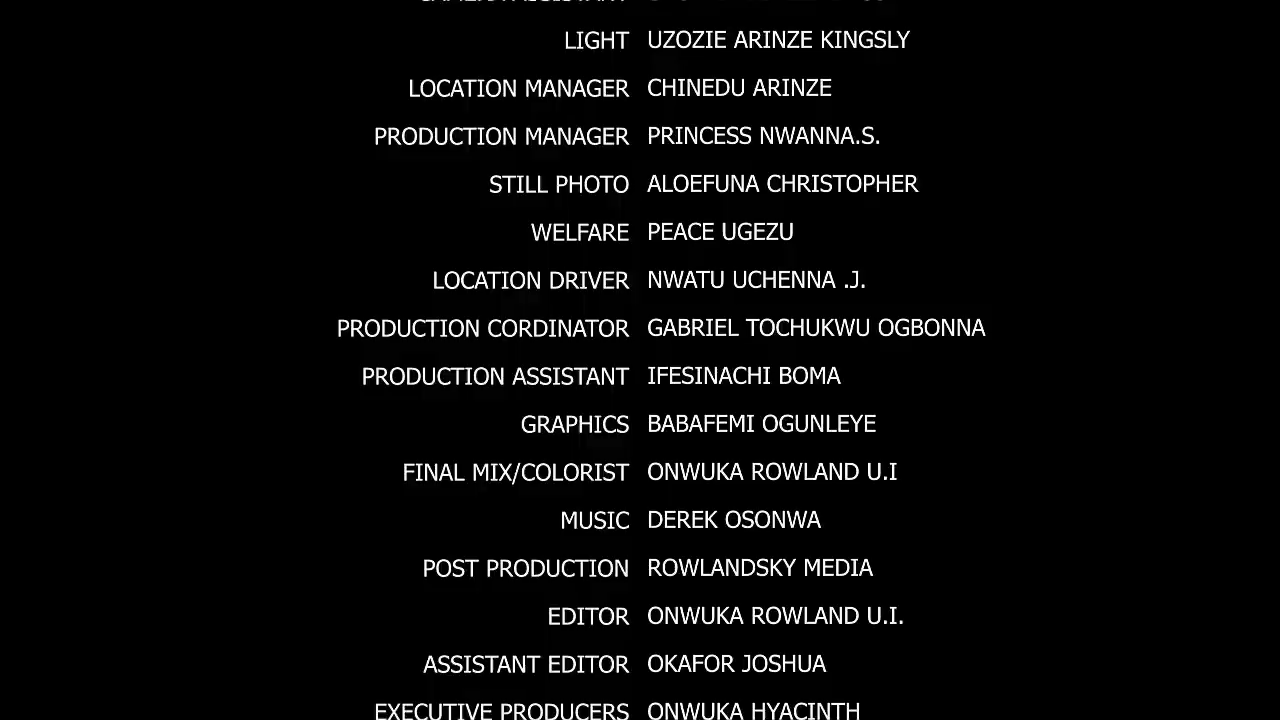 LIGHT UZOZIE ARINZE KINGSLY
LOCATION MANAGER CHINEDU ARINZE
PRODUCTION MANAGER PRINCESS NWANNA.S.
STILL PHOTO ALOEFUNA CHRISTOPHER
WELFARE PEACE UGEZU
LOCATION DRIVER NWATU UCHENNA .J.
PRODUCTION CORDINATOR GABRIEL TOCHUKWU OGBONNA
PRODUCTION ASSISTANT IFESINACHI BOMA
GRAPHICS BABAFEMI OGUNLEYE
FINAL MIX/COLORIST ONWUKA ROWLAND U.I
MUSIC DEREK OSONWA
POST PRODUCTION ROWLANDSKY MEDIA
EDITOR ONWUKA ROWLAND U.I.
ASSISTANT EDITOR OKAFOR JOSHUA
EXECUTIVE PRODUCERS ONWUKA HYACINTH